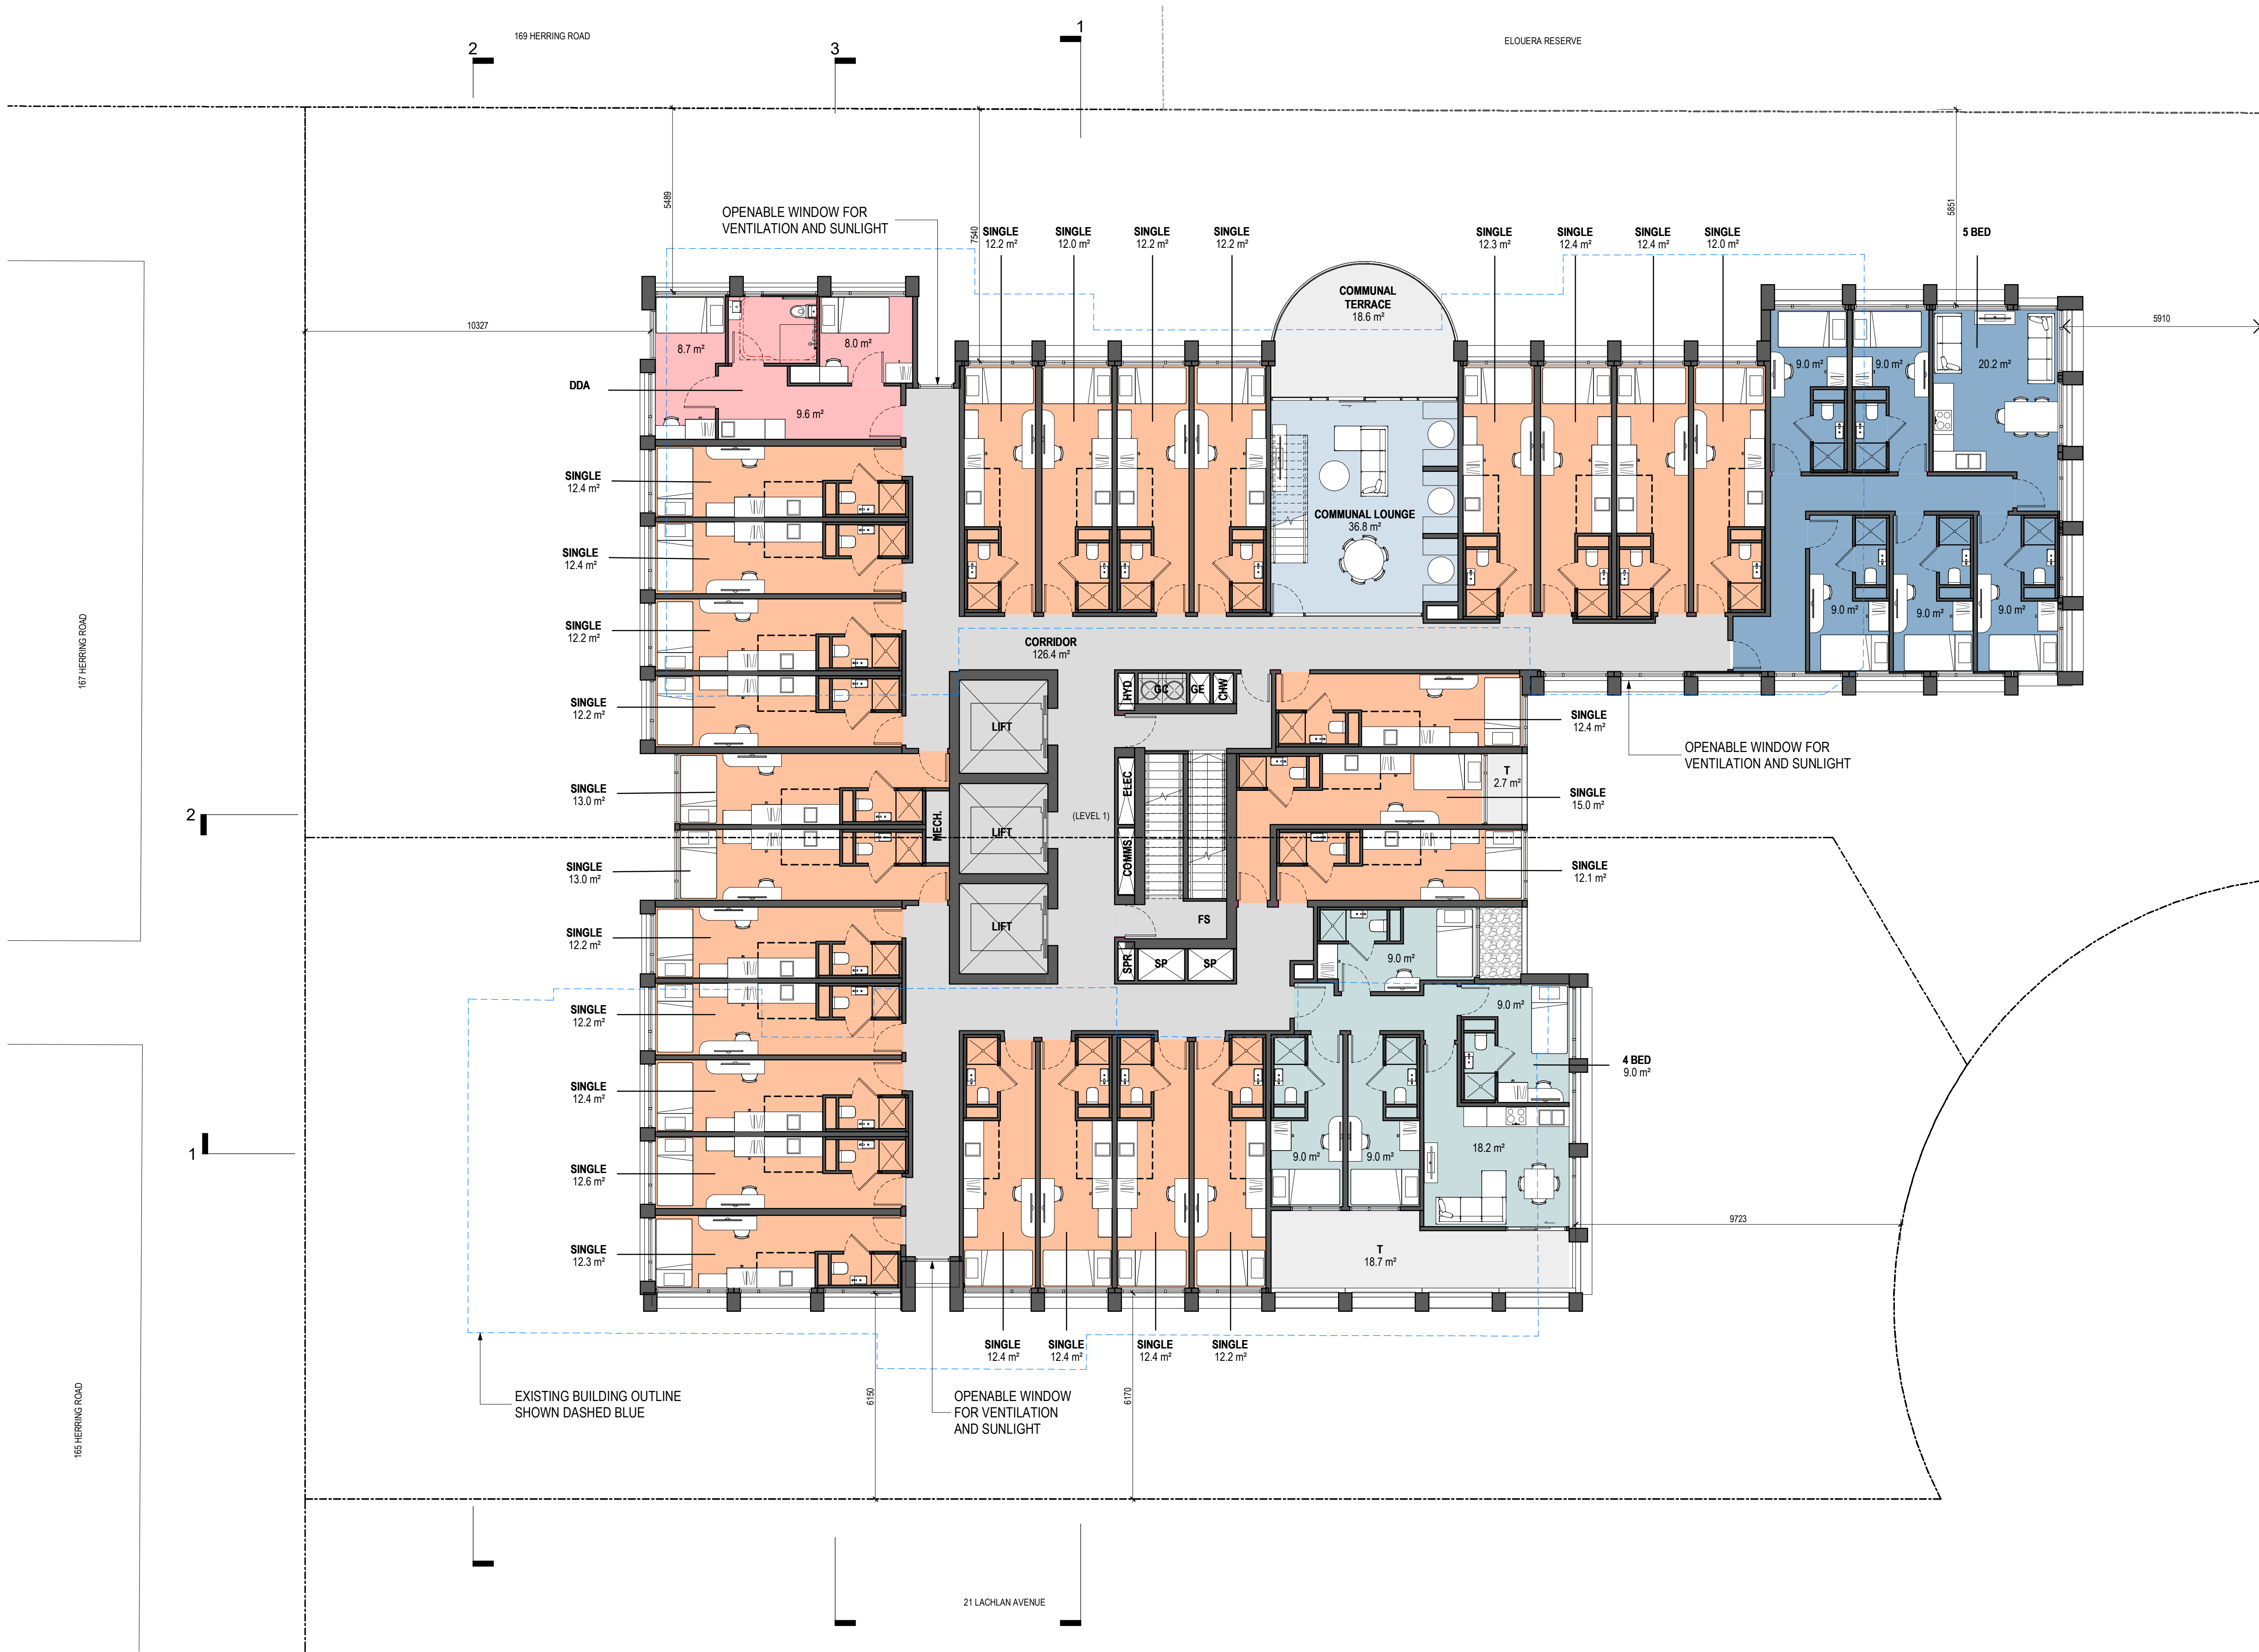 169 HERRING ROAD
ELOUERA RESERVE
2
3
1
5489
7540
5851
OPENABLE WINDOW FOR
VENTILATION AND SUNLIGHT
SINGLE
12.2 m²
SINGLE
12.0 m²
SINGLE
12.2 m²
SINGLE
12.2 m²
SINGLE
12.3 m²
SINGLE
12.4 m²
SINGLE
12.4 m²
SINGLE
12.0 m²
5 BED
COMMUNAL
TERRACE
18.6 m²
10327
5910
8.7 m²
8.0 m²
9.0 m²
9.0 m²
20.2 m²
DDA
9.6 m²
SINGLE
12.4 m²
COMMUNAL LOUNGE
36.8 m²
SINGLE
12.4 m²
9.0 m²
9.0 m²
9.0 m²
SINGLE
12.2 m²
CORRIDOR
126.4 m²
167 HERRING ROAD
HYD
GC
GE
CHW
SINGLE
12.2 m²
LIFT
SINGLE
12.4 m²
OPENABLE WINDOW FOR
VENTILATION AND SUNLIGHT
SINGLE
13.0 m²
ELEC
T
2.7 m²
SINGLE
15.0 m²
2
MECH.
LIFT
(LEVEL 1)
COMMS
SINGLE
13.0 m²
SINGLE
12.1 m²
SINGLE
12.2 m²
LIFT
FS
SPR
SP
SP
9.0 m²
SINGLE
12.2 m²
9.0 m²
4 BED
9.0 m²
SINGLE
12.4 m²
1
SINGLE
12.6 m²
9.0 m²
9.0 m²
18.2 m²
9723
SINGLE
12.3 m²
T
18.7 m²
SINGLE
12.4 m²
SINGLE
12.4 m²
SINGLE
12.4 m²
SINGLE
12.2 m²
6150
6170
EXISTING BUILDING OUTLINE
SHOWN DASHED BLUE
OPENABLE WINDOW
FOR VENTILATION
AND SUNLIGHT
165 HERRING ROAD
21 LACHLAN AVENUE